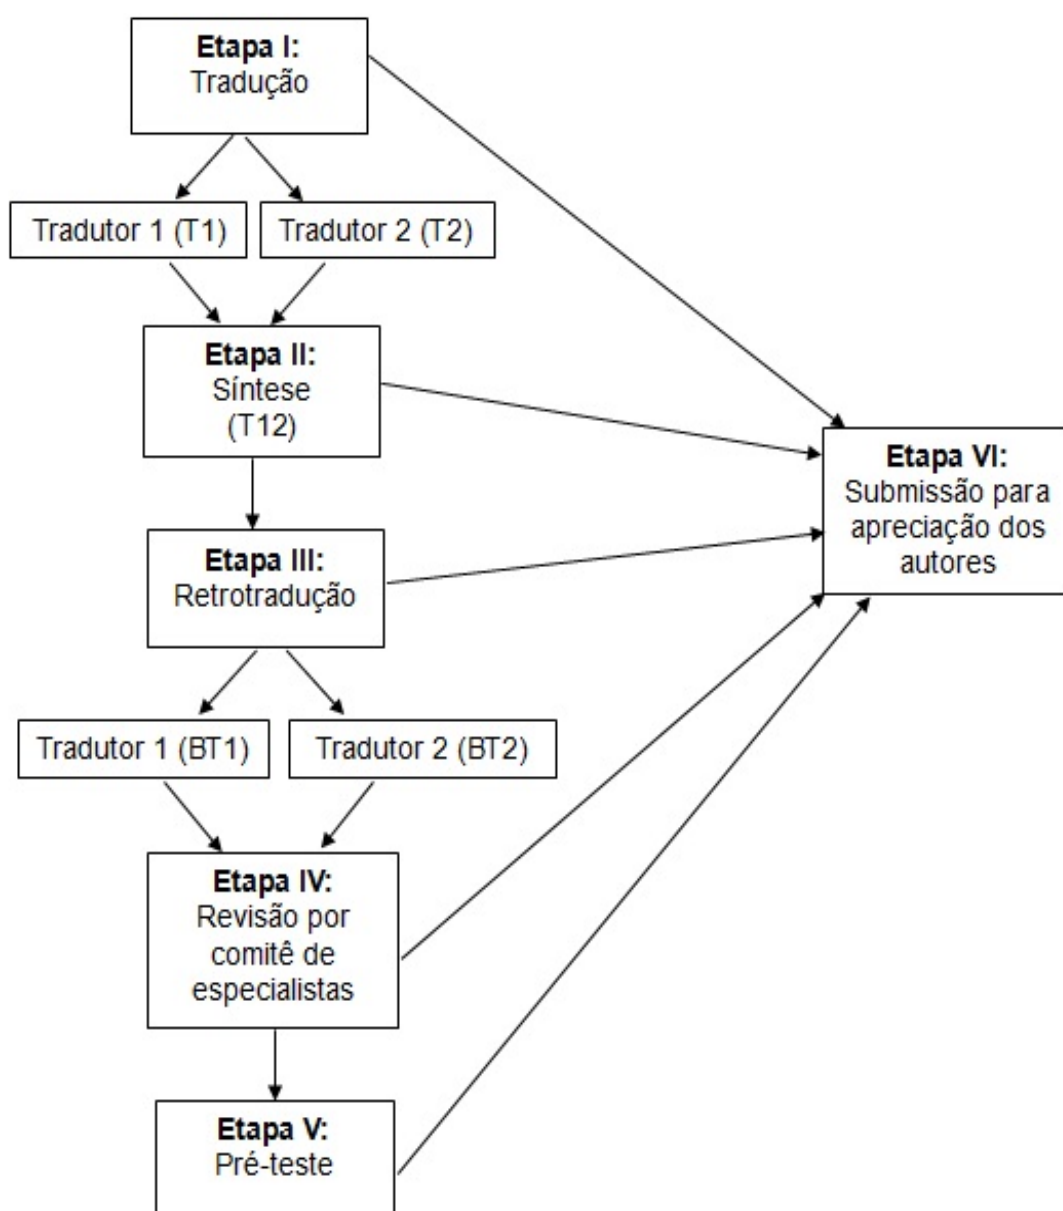 Etapa I:
Tradução
Tradutor 1 (T1)
Tradutor 2 (T2)
Etapa II:
Síntese
(T12)
Etapa VI:
Submissão para
apreciação dos
autores
Etapa III:
Retrotradução
Tradutor 1 (BT1)
Tradutor 2 (BT2)
Etapa IV:
Revisão por
comitê de
especialistas
Etapa V:
Pré-teste